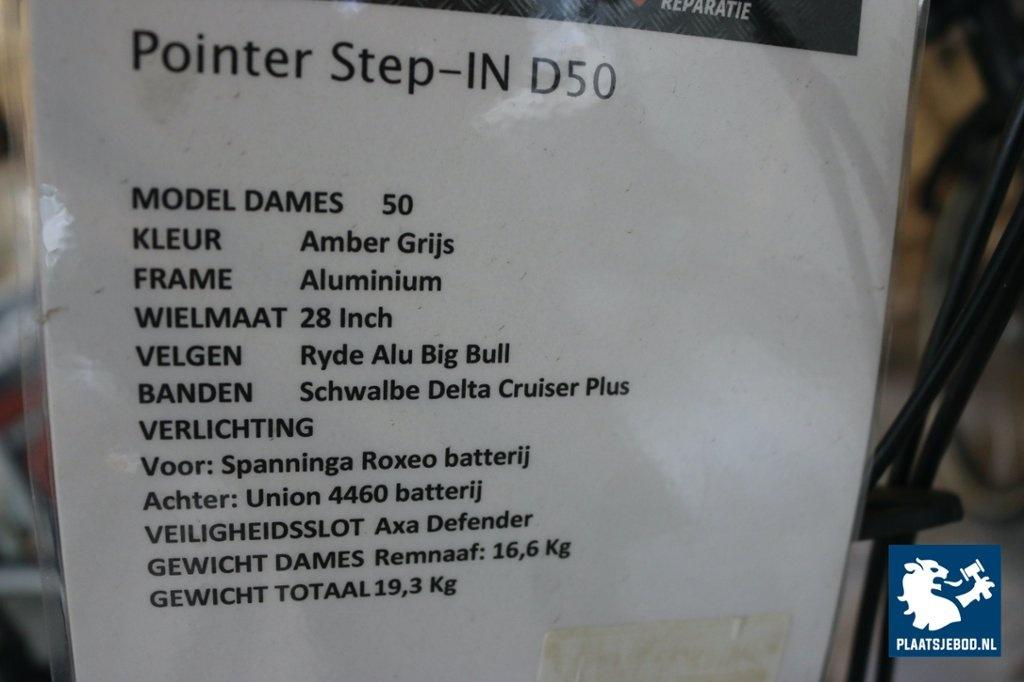 REPARATIE
Pointer Step-IN D50
MODEL DAMES 50
KLEUR Amber Grijs
FRAME Aluminium
WIELMAAT 28 Inch
VELGEN Ryde Alu Big Bull
BANDEN Schwalbe Delta Cruiser Plus
VERLICHTING
Voor: Spanninga Roxeo batterij
Achter: Union 4460 batterij
VEILIGHEIDSSLOT Axa Defender
GEWICHT DAMES Remnaaf: 16,6 Kg
GEWICHT TOTAAL 19,3 Kg
PLAATSJEBOD.NL